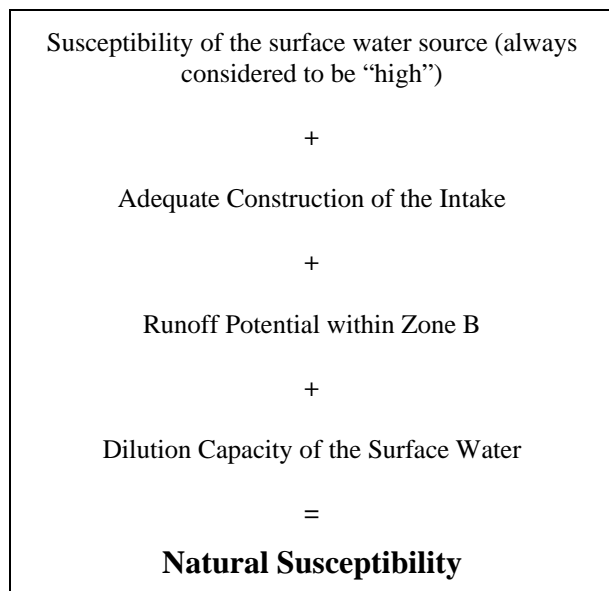 Susceptibility of the surface water source (always
considered to be “high”)
+
Adequate Construction of the Intake
+
Runoff Potential within Zone B
+
Dilution Capacity of the Surface Water
=
Natural Susceptibility